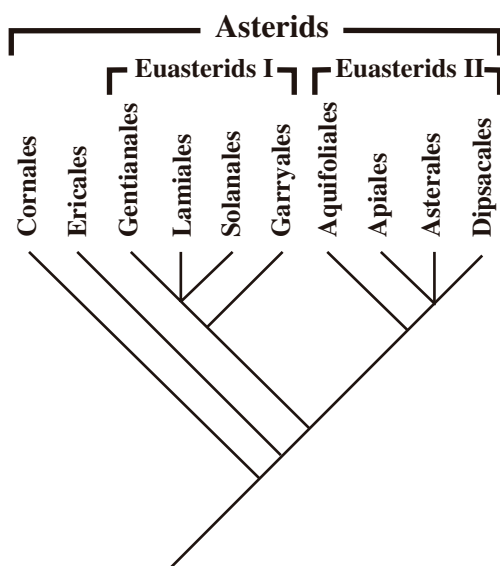 Asterids
Euasterids I
Euasterids II
Cornales
Ericales
Gentianales
Lamiales
Solanales
Garryales
Aquifoliales
Apiales
Asterales
Dipsacales